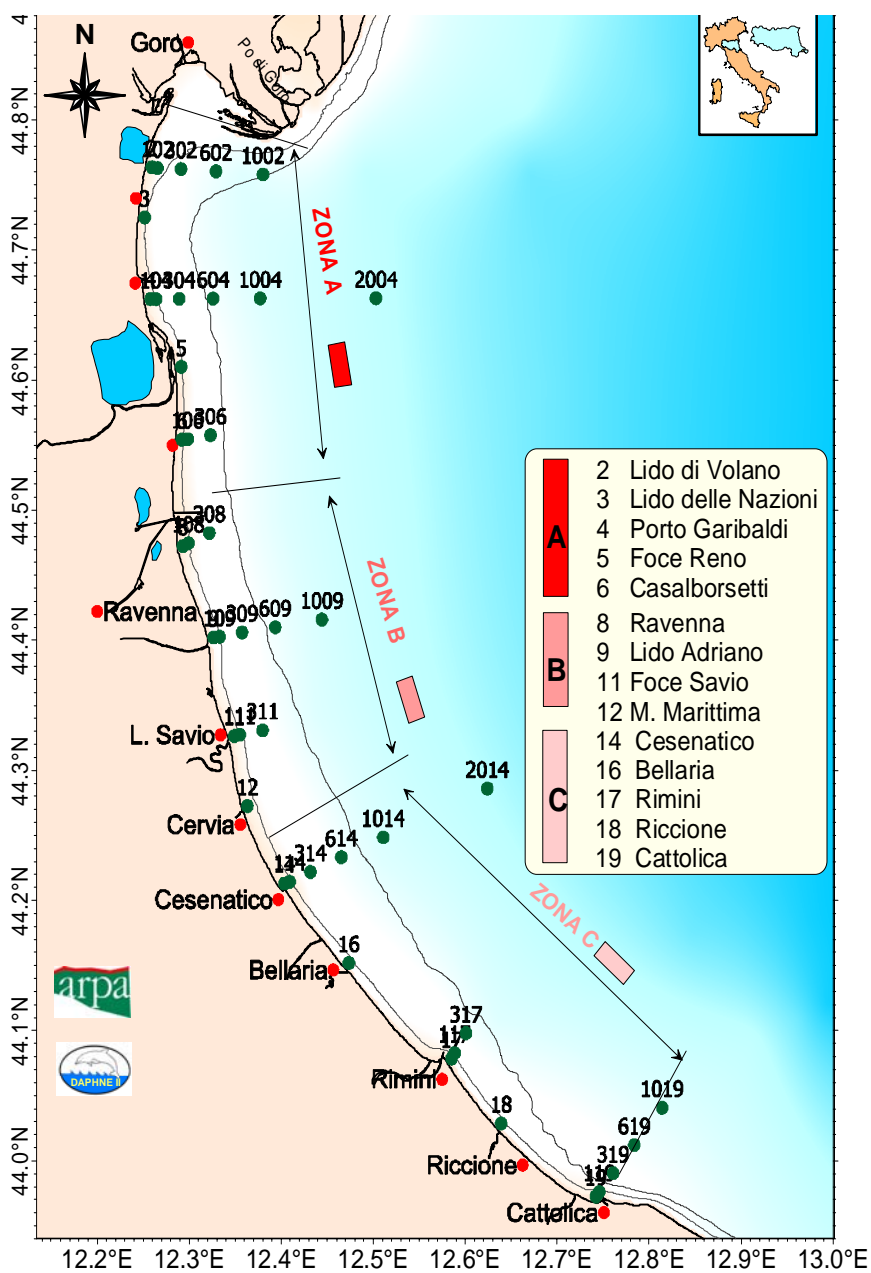 N
Goro
Po di Goro
44.8°N
302
602
1002
3
ZONA A
44.7°N
604
1004
2004
5
44.6°N
306
A
2 Lido di Volano
3 Lido delle Nazioni
4 Porto Garibaldi
5 Foce Reno
6 Casalborsetti
44.5°N
308
B
8 Ravenna
9 Lido Adriano
11 Foce Savio
12 M. Marittima
C
14 Cesenatico
16 Bellaria
17 Rimini
18 Riccione
19 Cattolica
Ravenna
309
609
1009
ZONA B
44.4°N
L. Savio
111
311
44.3°N
2014
12
Cervia
314
614
1014
44.2°N
Cesenatico
ZONA C
16
Bellaria
arpa
44.1°N
317
17
DAPHNE II
Rimini
18
1019
619
319
44.0°N
Riccione
19
Cattolica
12.2°E 12.3°E 12.4°E 12.5°E 12.6°E 12.7°E 12.8°E 12.9°E 13.0°E